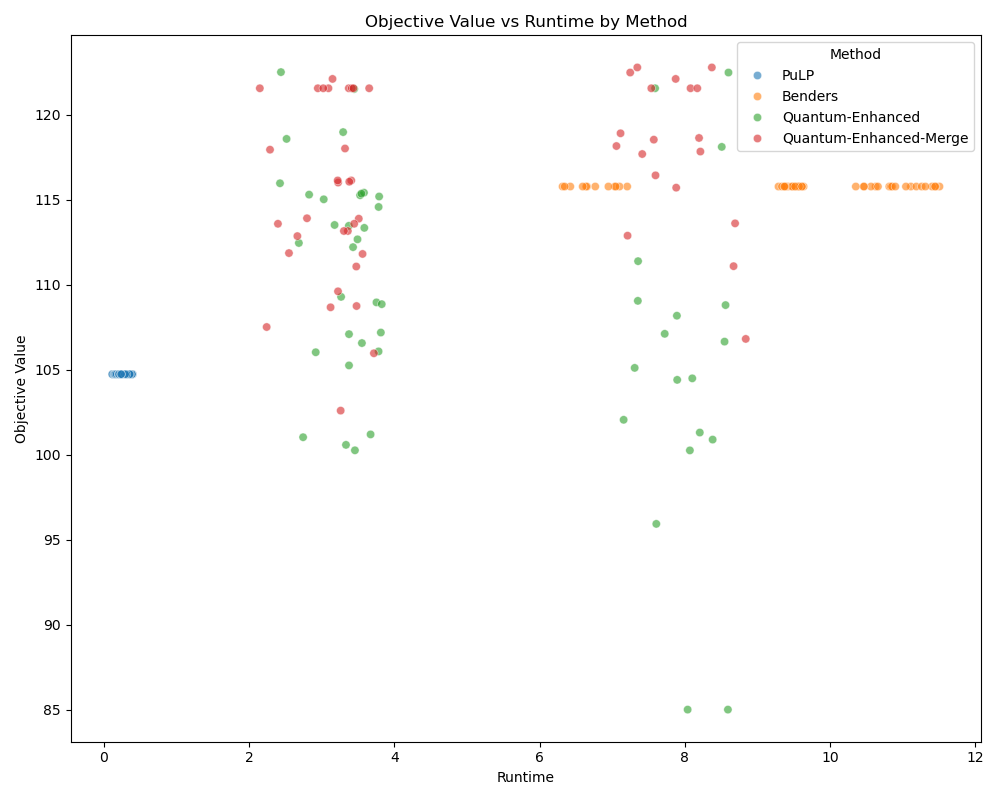 Objective Value vs Runtime by Method
Method
PuLP
Benders
Quantum-Enhanced
Quantum-Enhanced-Merge
Objective Value
120
115
110
105
100
95
90
85
0 2 4 6 8 10 12
Runtime